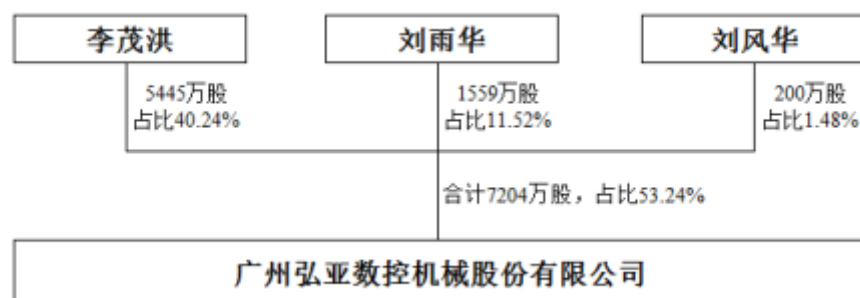 李茂洪
刘雨华
刘风华
5445万股
占比40.24%
1559万股
占比11.52%
200万股
占比1.48%
合计7204万股，占比53.24%
广州弘亚数控机械股份有限公司